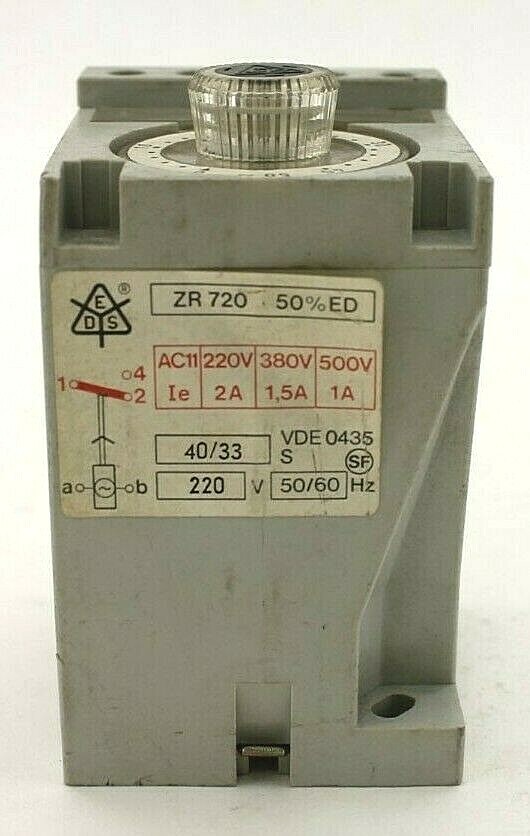 E
D S
®
ZR 720 50% ED
AC11 220V 380V 500V
Ie 2A 1,5A 1A
4
1
2
40/33 VDE 0435
S SF
a b
220 V 50/60 Hz